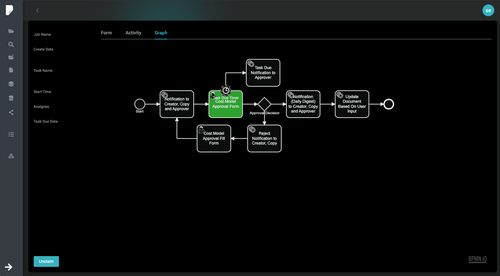 Form
Activity
Graph
Job Name
Create Date
Task Name
Start Time
Assignee
Task Due Date
Task Due
Notification to
Approver
Notification to
Creator, Copy
and Approver
Cost Model
Approval Form
Start
Approval Decision
Notification
(Daily Digest) to
Creator, Copy
and Approver
Update
Document
Based On User
Input
Cost Model
Approval Fill
Form
Reject
Notification to
Creator, Copy
Unclaim
BPMN.iO